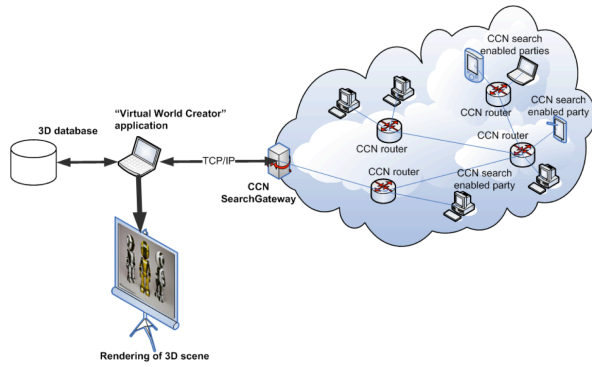 CCN search
enabled parties
"Virtual World Creator"
application
3D database
CCN router
CCN search
enabled party
CCN router
CCN router
TCP/IP
CCN
SearchGateway
CCN router
CCN search
enabled party
Rendering of 3D scene